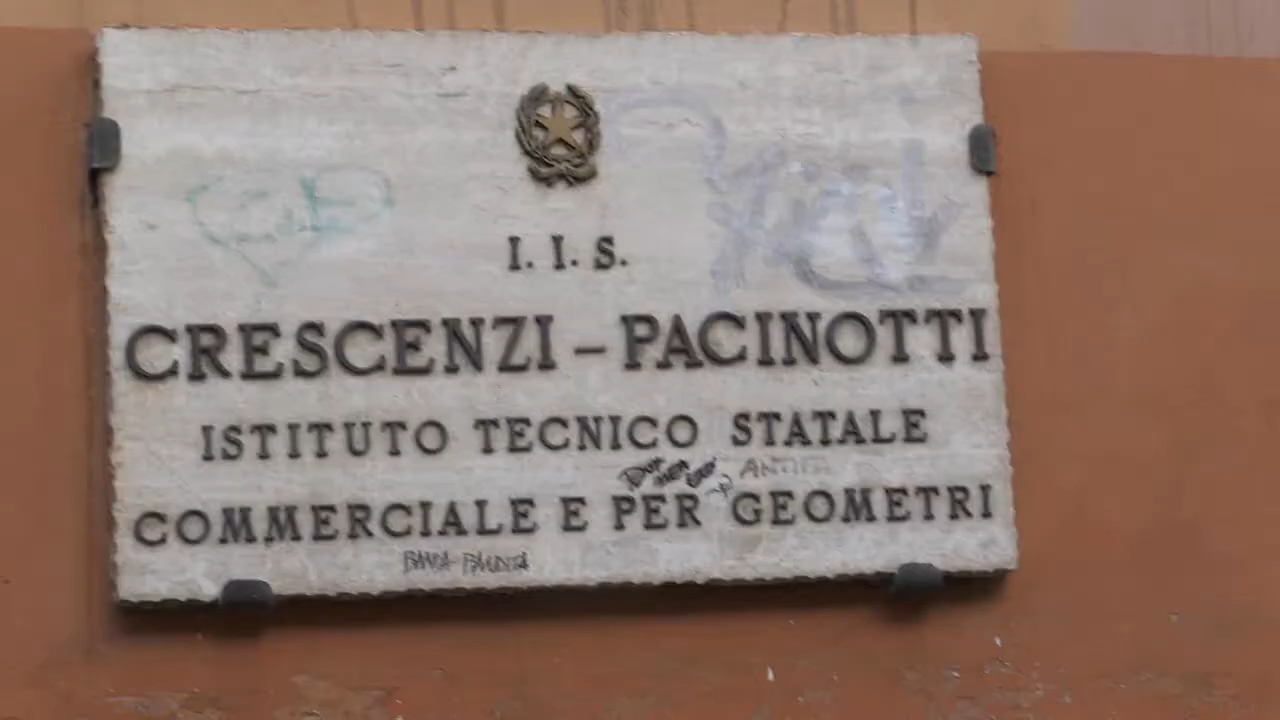 I. I. S.
CRESCENZI – PACINOTTI
ISTITUTO TECNICO STATALE
COMMERCIALE E PER GEOMETRI